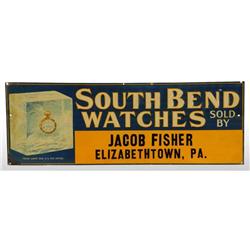 SOUTH BEND
WATCHES SOLD BY
JACOB FISHER
ELIZABETHTOWN, PA.